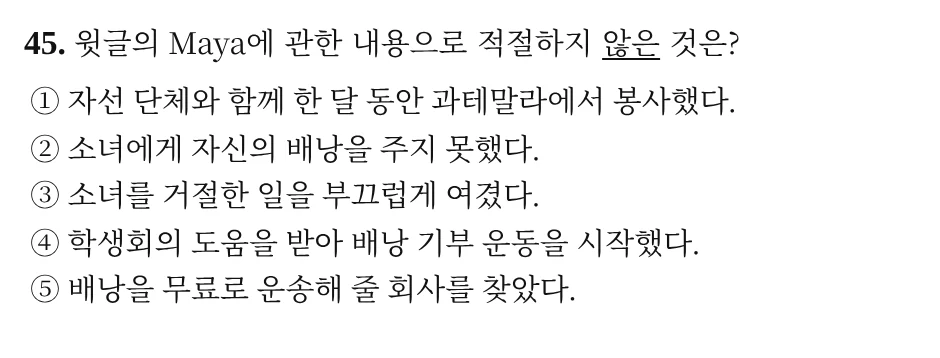 45. 윗글의 Maya에 관한 내용으로 적절하지 않은 것은?
① 자선 단체와 함께 한 달 동안 과테말라에서 봉사했다.
② 소녀에게 자신의 배낭을 주지 못했다.
③ 소녀를 거절한 일을 부끄럽게 여겼다.
④ 학생회의 도움을 받아 배낭 기부 운동을 시작했다.
⑤ 배낭을 무료로 운송해 줄 회사를 찾았다.